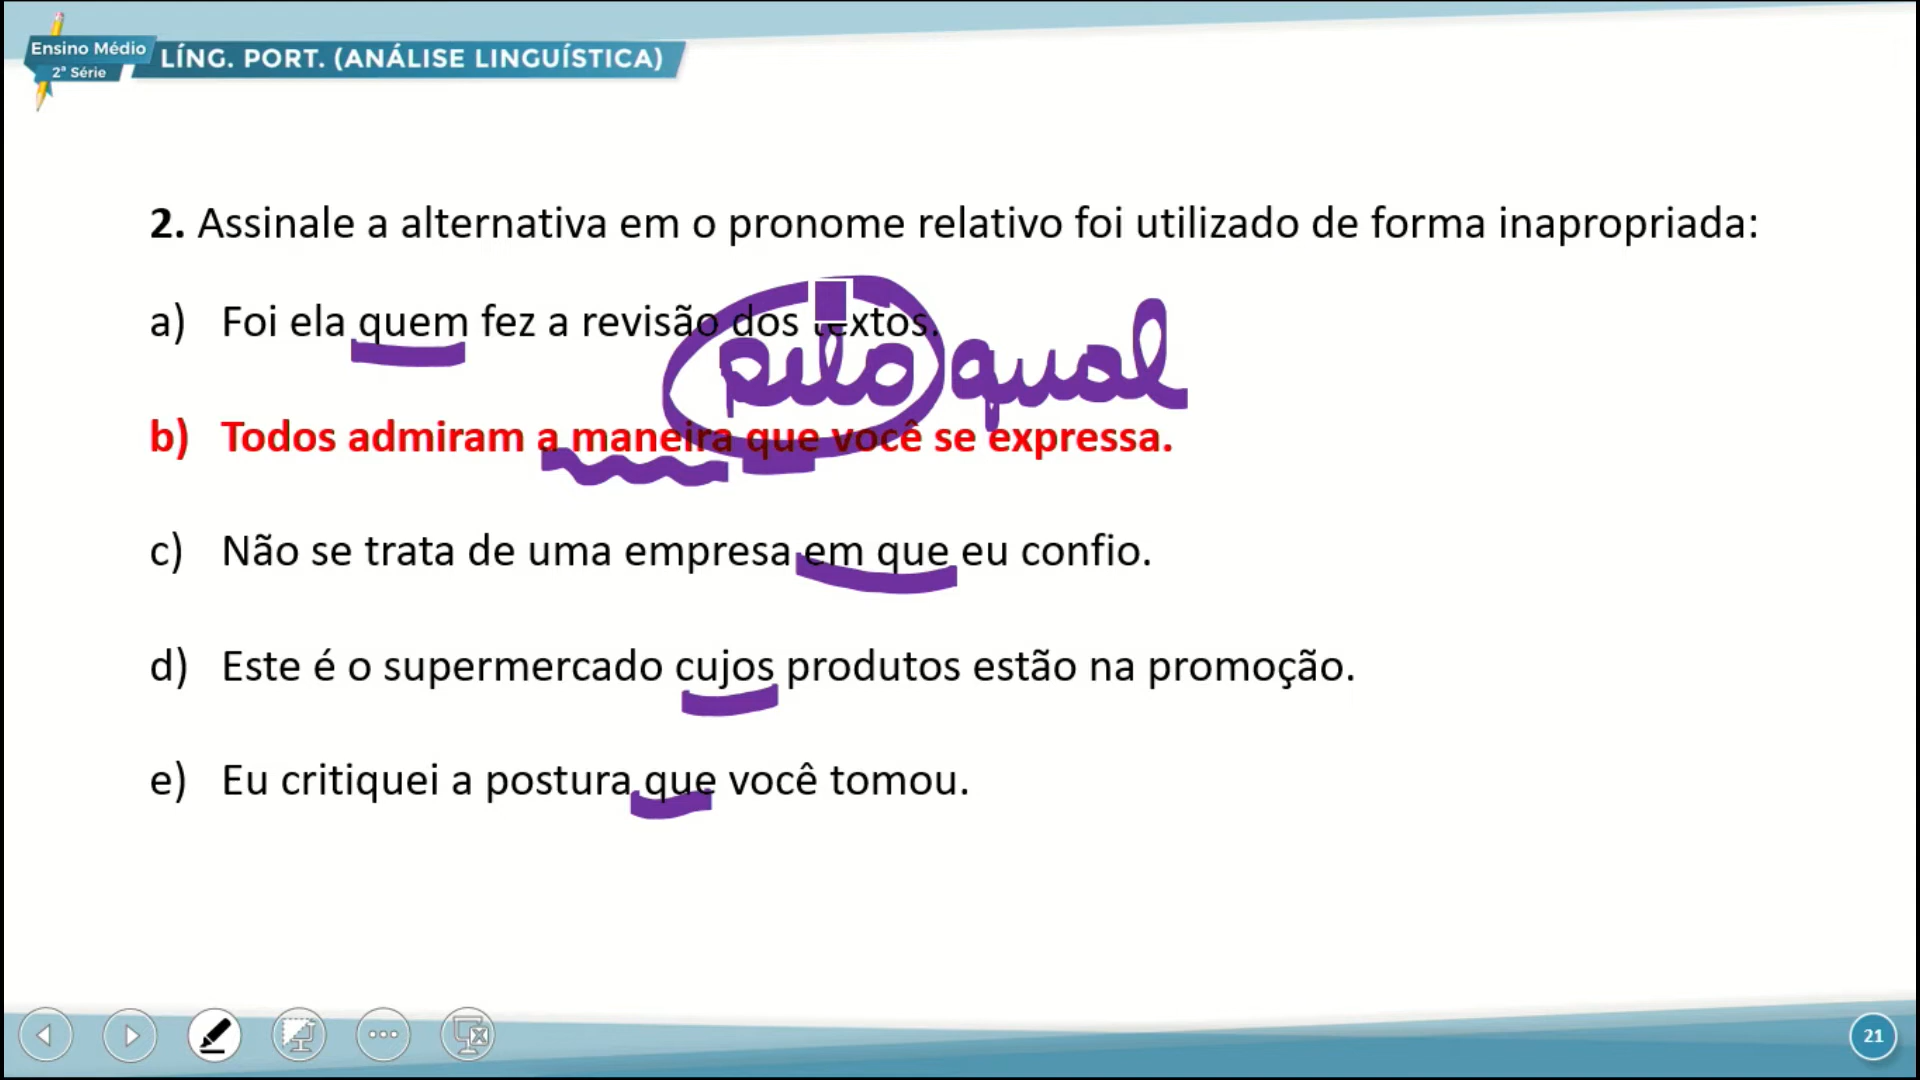 Ensino Médio
2ª Série
LÍNG. PORT. (ANÁLISE LINGUÍSTICA)
2. Assinale a alternativa em o pronome relativo foi utilizado de forma inapropriada:
a) Foi ela quem fez a revisão dos textos.
pelo qual
b) Todos admiram a maneira que você se expressa.
c) Não se trata de uma empresa em que eu confio.
d) Este é o supermercado cujos produtos estão na promoção.
e) Eu critiquei a postura que você tomou.
21